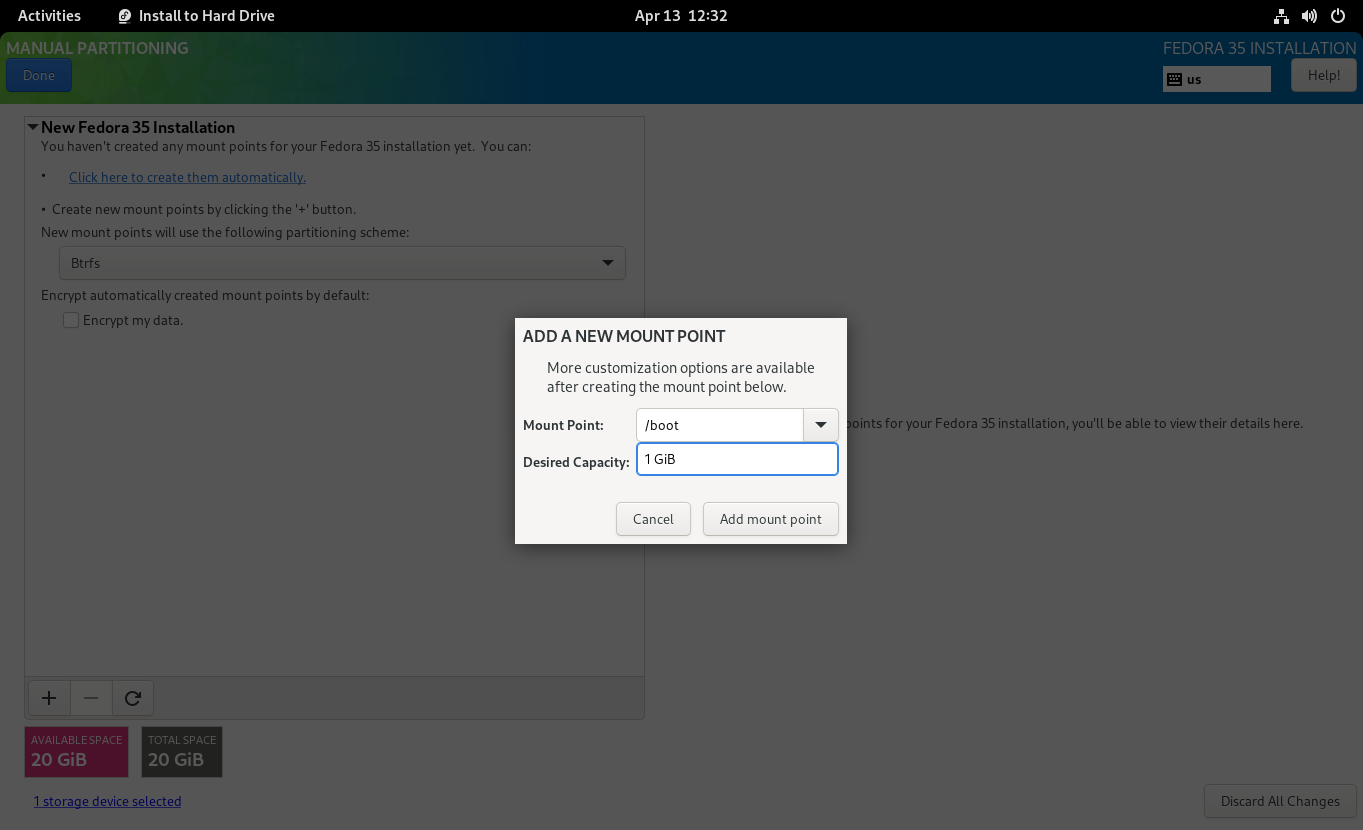 Activities
Install to Hard Drive
Apr 13 12:32
MANUAL PARTITIONING
FEDORA 35 INSTALLATION
Done
us
Help!
New Fedora 35 Installation
You haven't created any mount points for your Fedora 35 installation yet. You can:
• Click here to create them automatically.
• Create new mount points by clicking the '+' button.
New mount points will use the following partitioning scheme:
Btrfs
Encrypt automatically created mount points by default:
Encrypt my data.
ADD A NEW MOUNT POINT
More customization options are available
after creating the mount point below.
Mount Point: /boot
Desired Capacity: 1 GiB
Cancel
Add mount point
points for your Fedora 35 installation, you'll be able to view their details here.
AVAILABLE SPACE
20 GiB
TOTAL SPACE
20 GiB
1 storage device selected
Discard All Changes